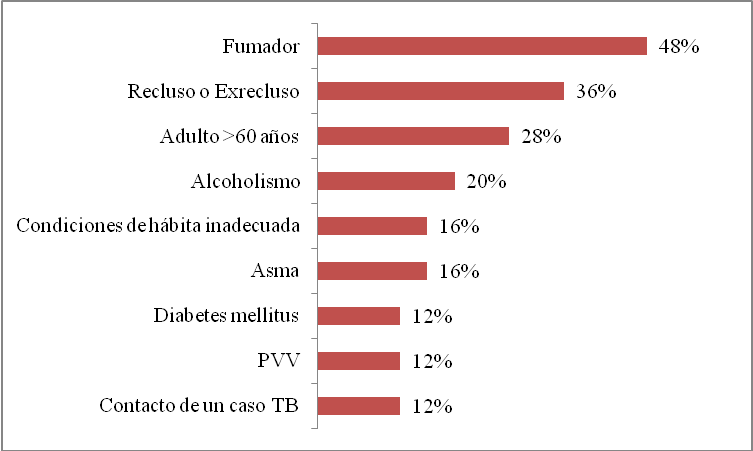 Fumador 48%
Recluso o Exrecluso 36%
Adulto >60 años 28%
Alcoholismo 20%
Condiciones de hábita inadecuada 16%
Asma 16%
Diabetes mellitus 12%
PVV 12%
Contacto de un caso TB 12%